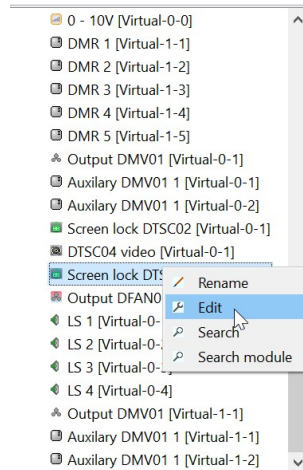 0 - 10V [Virtual-0-0]
DMR 1 [Virtual-1-1]
DMR 2 [Virtual-1-2]
DMR 3 [Virtual-1-3]
DMR 4 [Virtual-1-4]
DMR 5 [Virtual-1-5]
Output DMV01 [Virtual-0-1]
Auxilary DMV01 1 [Virtual-0-1]
Auxilary DMV01 1 [Virtual-0-2]
Screen lock DTSC02 [Virtual-0-1]
DTSC04 video [Virtual-0-1]
Screen lock DTS
Rename
Output DFAN0
Edit
LS 1 [Virtual-0-
Search
LS 2 [Virtual-0-
Search module
LS 3 [Virtual-0-
LS 4 [Virtual-0-4]
Output DMV01 [Virtual-1-1]
Auxilary DMV01 1 [Virtual-1-1]
Auxilary DMV01 1 [Virtual-1-2]